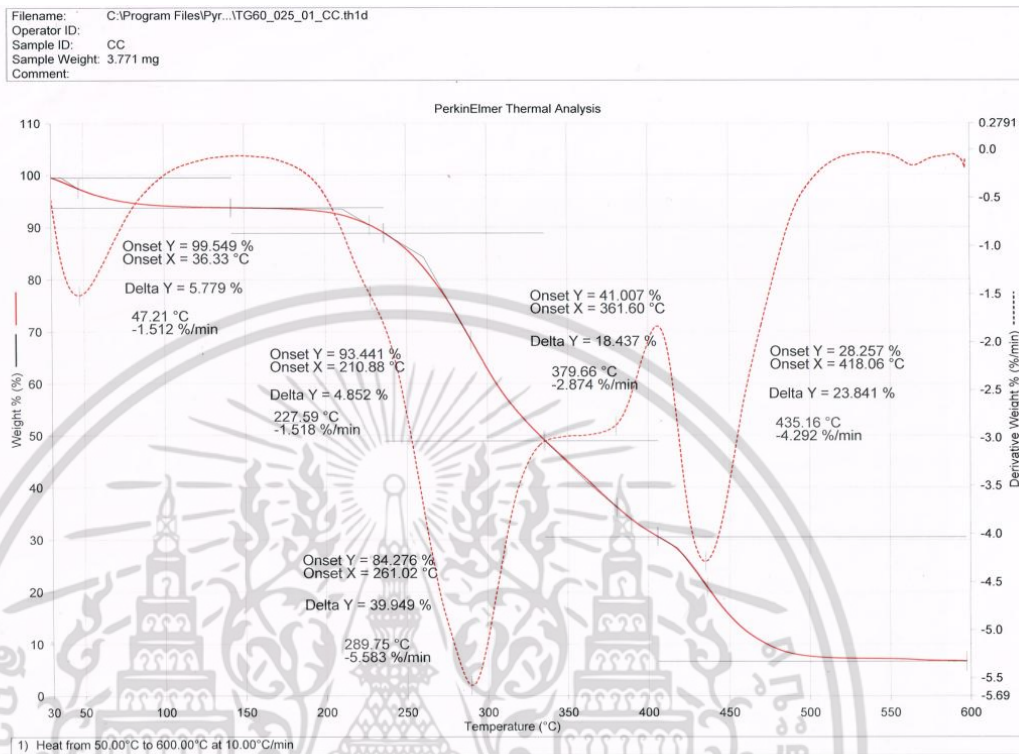 Filename: C:\Program Files\Pyr...\TG60_025_01_CC.th1d
Operator ID:
Sample ID: CC
Sample Weight: 3.771 mg
Comment:
PerkinElmer Thermal Analysis
110
100
90
80
70
60
50
40
30
20
10
0
Weight % (%)
Onset Y = 99.549 %
Onset X = 36.33 °C
Delta Y = 5.779 %
47.21 °C
-1.512 %/min
Onset Y = 93.441 %
Onset X = 210.88 °C
Delta Y = 4.852 %
227.59 °C
-1.518 %/min
Onset Y = 84.276 %
Onset X = 261.02 °C
Delta Y = 39.949 %
289.75 °C
-5.583 %/min
Onset Y = 41.007 %
Onset X = 361.60 °C
Delta Y = 18.437 %
379.66 °C
-2.874 %/min
Onset Y = 28.257 %
Onset X = 418.06 °C
Delta Y = 23.841 %
435.16 °C
-4.292 %/min
0.2791
0.0
-0.5
-1.0
-1.5
-2.0
-2.5
-3.0
-3.5
-4.0
-4.5
-5.0
-5.5
-5.69
Derivative Weight % (%/min)
30 50 100 150 200 250 300 350 400 450 500 550 600
Temperature (°C)
1) Heat from 50.00°C to 600.00°C at 10.00°C/min